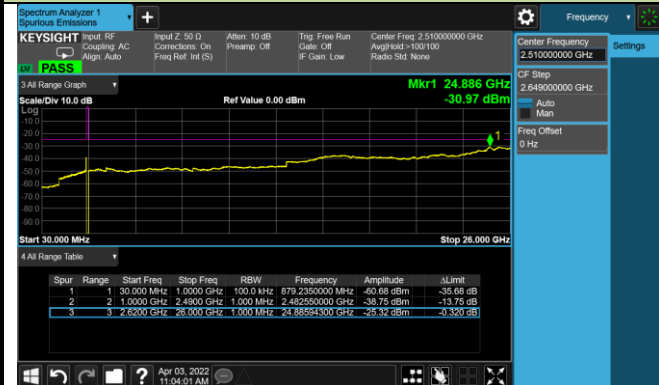 Spectrum Analyzer 1
Spurious Emissions
Frequency
KEYSIGHT
Input: RF
Coupling: AC
Align: Auto
Input Z: 50 Ω
Corrections: On
Freq Ref: Int (S)
Atten: 10 dB
Preamp: Off
Trig: Free Run
Gate: Off
IF Gain: Low
Center Freq: 2.510000000 GHz
Avg|Hold:>100/100
Radio Std: None
PASS
Center Frequency
2.510000000 GHz
Settings
CF Step
2.649000000 GHz
Auto
Man
Freq Offset
0 Hz
3 All Range Graph
Mkr1 24.886 GHz
Scale/Div 10.0 dB
Ref Value 0.00 dBm
-30.97 dBm
Log
-10.0
-20.0
-30.0
-40.0
-50.0
-60.0
-70.0
-80.0
-90.0
1
Start 30.000 MHz
Stop 26.000 GHz
4 All Range Table
Spur Range Start Freq Stop Freq RBW Frequency Amplitude ΔLimit
1 1 30.000 MHz 1.0000 GHz 100.0 kHz 879.2350000 MHz -60.68 dBm -35.68 dB
2 2 1.0000 GHz 2.4900 GHz 1.000 MHz 2.482550000 GHz -38.75 dBm -13.75 dB
3 3 2.6200 GHz 26.000 GHz 1.000 MHz 24.88594300 GHz -25.32 dBm -0.320 dB
?
Apr 03, 2022
11:04:01 AM